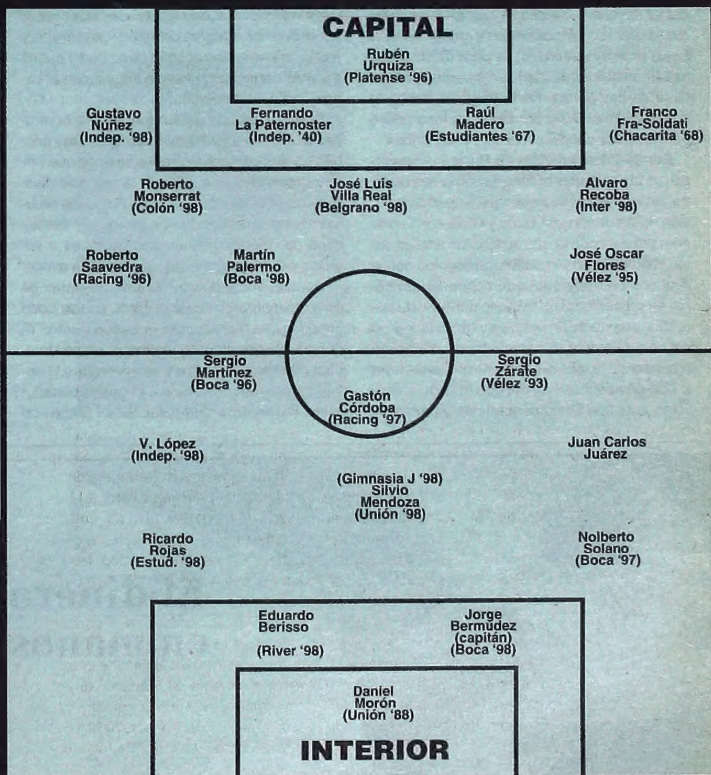 CAPITAL
Rubén
Urquiza
(Platense '96)
Gustavo
Núñez
(Indep. '98)
Fernando
La Paternoster
(Indep. '40)
Raúl
Madero
(Estudiantes '67)
Franco
Fra-Soldati
(Chacarita '68)
Roberto
Monserrat
(Colón '98)
José Luis
Villa Real
(Belgrano '98)
Alvaro
Recoba
(Inter '98)
Roberto
Saavedra
(Racing '96)
Martín
Palermo
(Boca '98)
José Oscar
Flores
(Vélez '95)
Sergio
Martínez
(Boca '96)
Sergio
Zárate
(Vélez '93)
Gastón
Córdoba
(Racing '97)
V. López
(Indep. '98)
Juan Carlos
Juárez
(Gimnasia J '98)
Silvio
Mendoza
(Unión '98)
Ricardo
Rojas
(Estud. '98)
Nolberto
Solano
(Boca '97)
Eduardo
Berisso
(River '98)
Jorge
Bermúdez
(capitán)
(Boca '98)
Daniel
Morón
(Unión '88)
INTERIOR